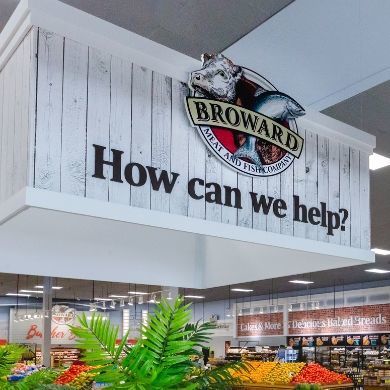 BROWARD
MEAT AND FISH COMPANY
How can we help?
Cakes & More
Delicious Baked Breads